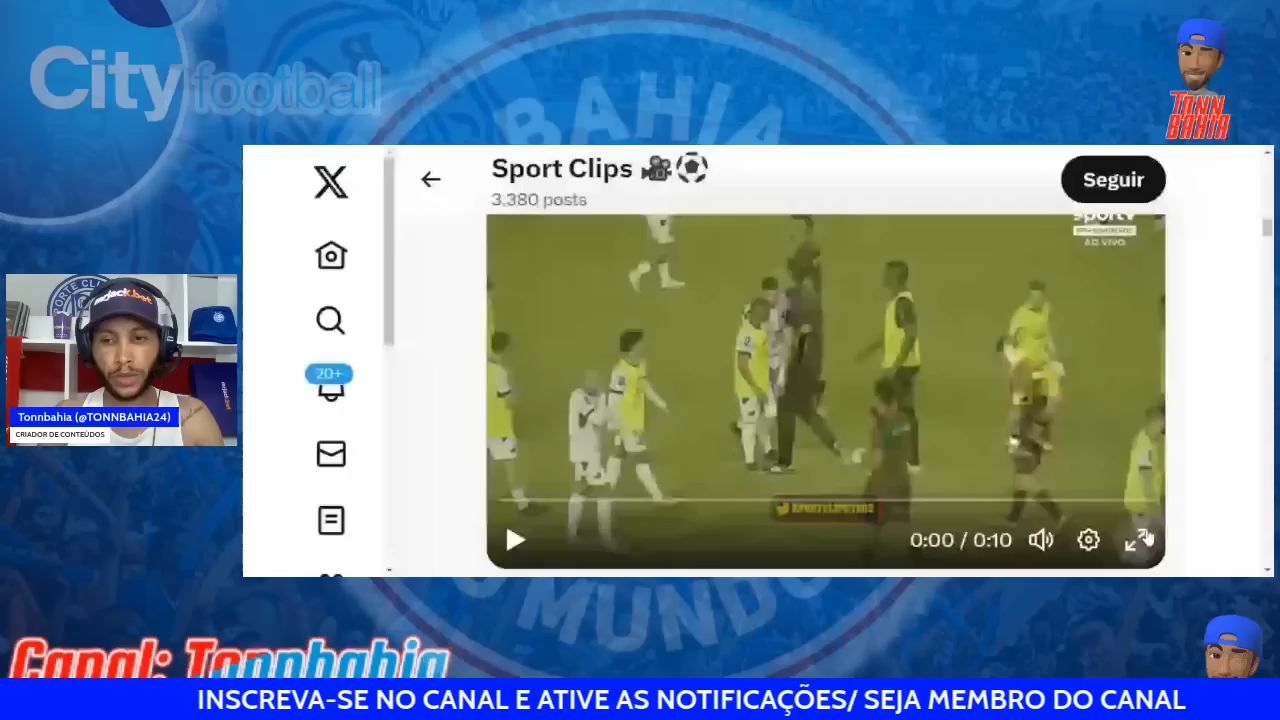 City football
BAHIA
TONN
BAHIA
Sport Clips
3.380 posts
Seguir
sportv
AO VIVO
20+
Tonnbahia (@TONNBAHIA24)
CRIADOR DE CONTEÚDOS
0:00 / 0:10
MUNDO
Canal: Tonnbahia
INSCREVA-SE NO CANAL E ATIVE AS NOTIFICAÇÕES/ SEJA MEMBRO DO CANAL